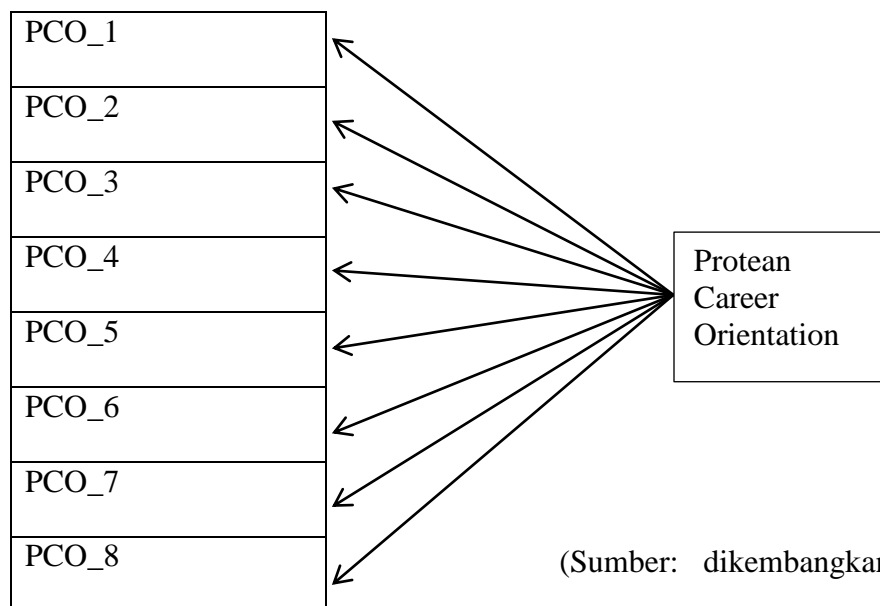 PCO_1
PCO_2
PCO_3
PCO_4
PCO_5
PCO_6
PCO_7
PCO_8
Protean
Career
Orientation
(Sumber: dikembangkan